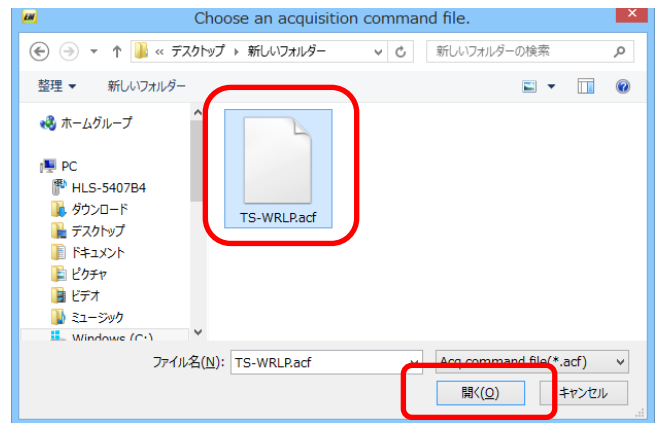 Choose an acquisition command file.
« デスクトップ 新しいフォルダー 新しいフォルダーの検索
整理 新しいフォルダー
ホームグループ
PC
HLS-5407B4
ダウンロード
デスクトップ
ドキュメント
ピクチャ
ビデオ
ミュージック
Windows (C:)
TS-WRLP.acf
ファイル名(N): TS-WRLP.acf Acq command file(*.acf)
開く(O) キャンセル